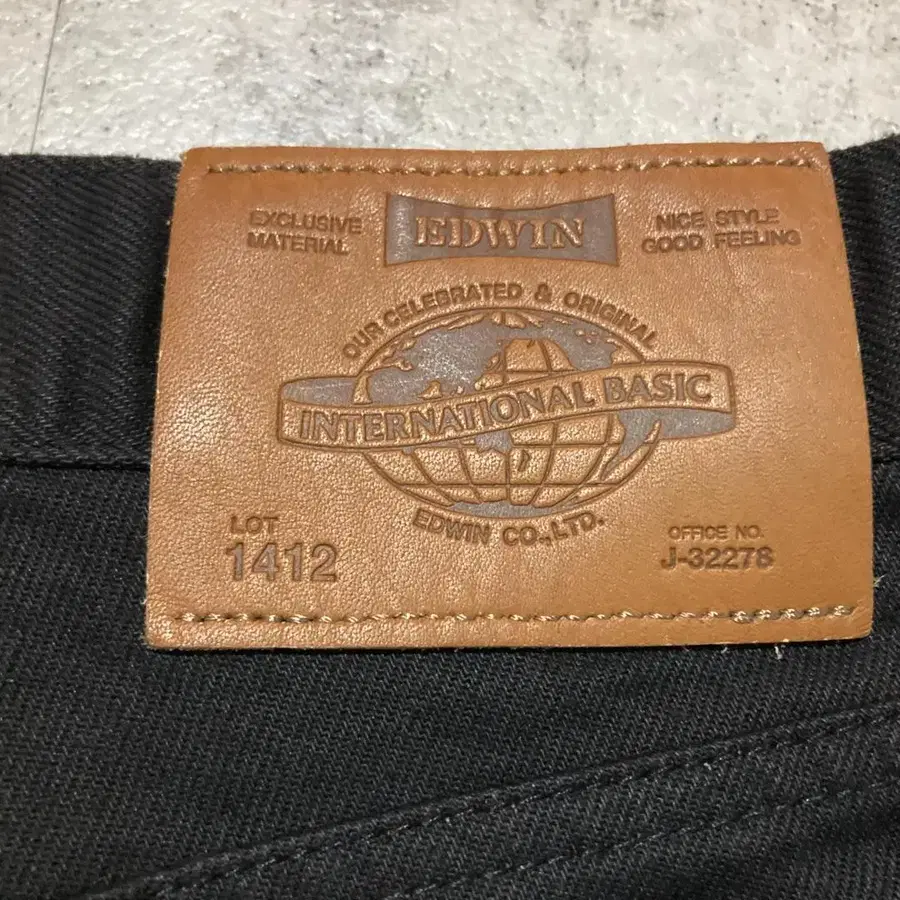 EXCLUSIVE
MATERIAL
EDWIN
NICE STYLE
GOOD FEELING
OUR CELEBRATED & ORIGINAL
INTERNATIONAL BASIC
EDWIN CO.,LTD.
LOT
1412
OFFICE NO.
J-32278